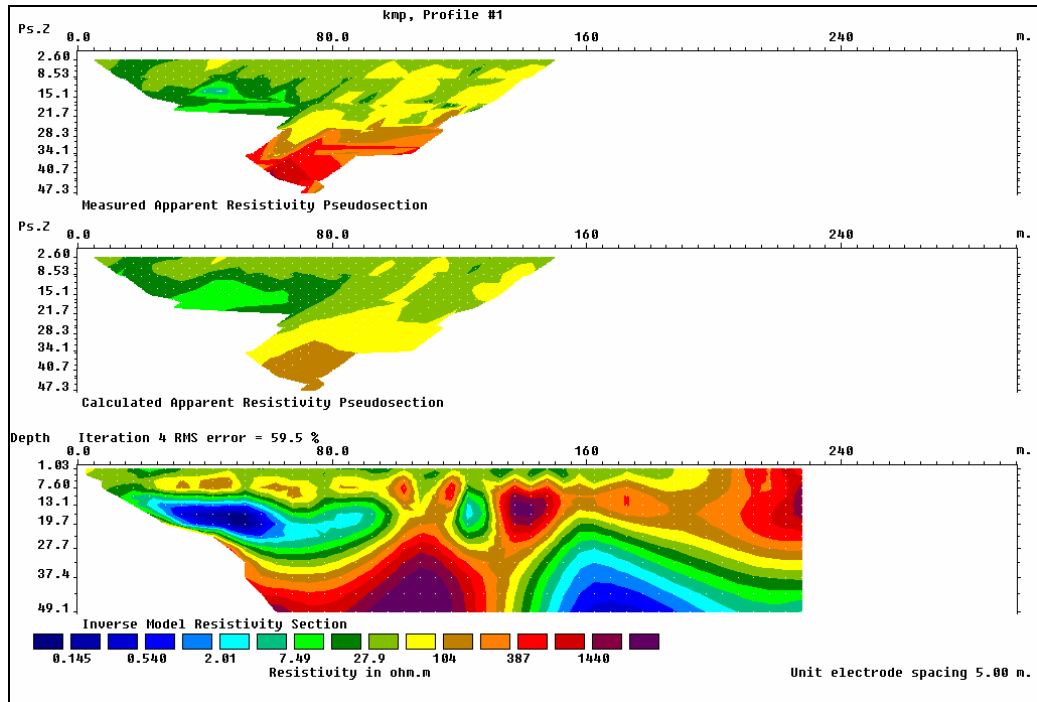 kmp, Profile #1
Ps.Z 0.0 80.0 160 240 m.
2.60
8.53
15.1
21.7
28.3
34.1
40.7
47.3
Measured Apparent Resistivity Pseudosection
Ps.Z 0.0 80.0 160 240 m.
2.60
8.53
15.1
21.7
28.3
34.1
40.7
47.3
Calculated Apparent Resistivity Pseudosection
Depth Iteration 4 RMS error = 59.5 %
0.0 80.0 160 240 m.
1.03
7.60
13.1
19.7
27.7
37.4
49.1
Inverse Model Resistivity Section
0.145 0.540 2.01 7.49 27.9 104 387 1440
Resistivity in ohm.m Unit electrode spacing 5.00 m.